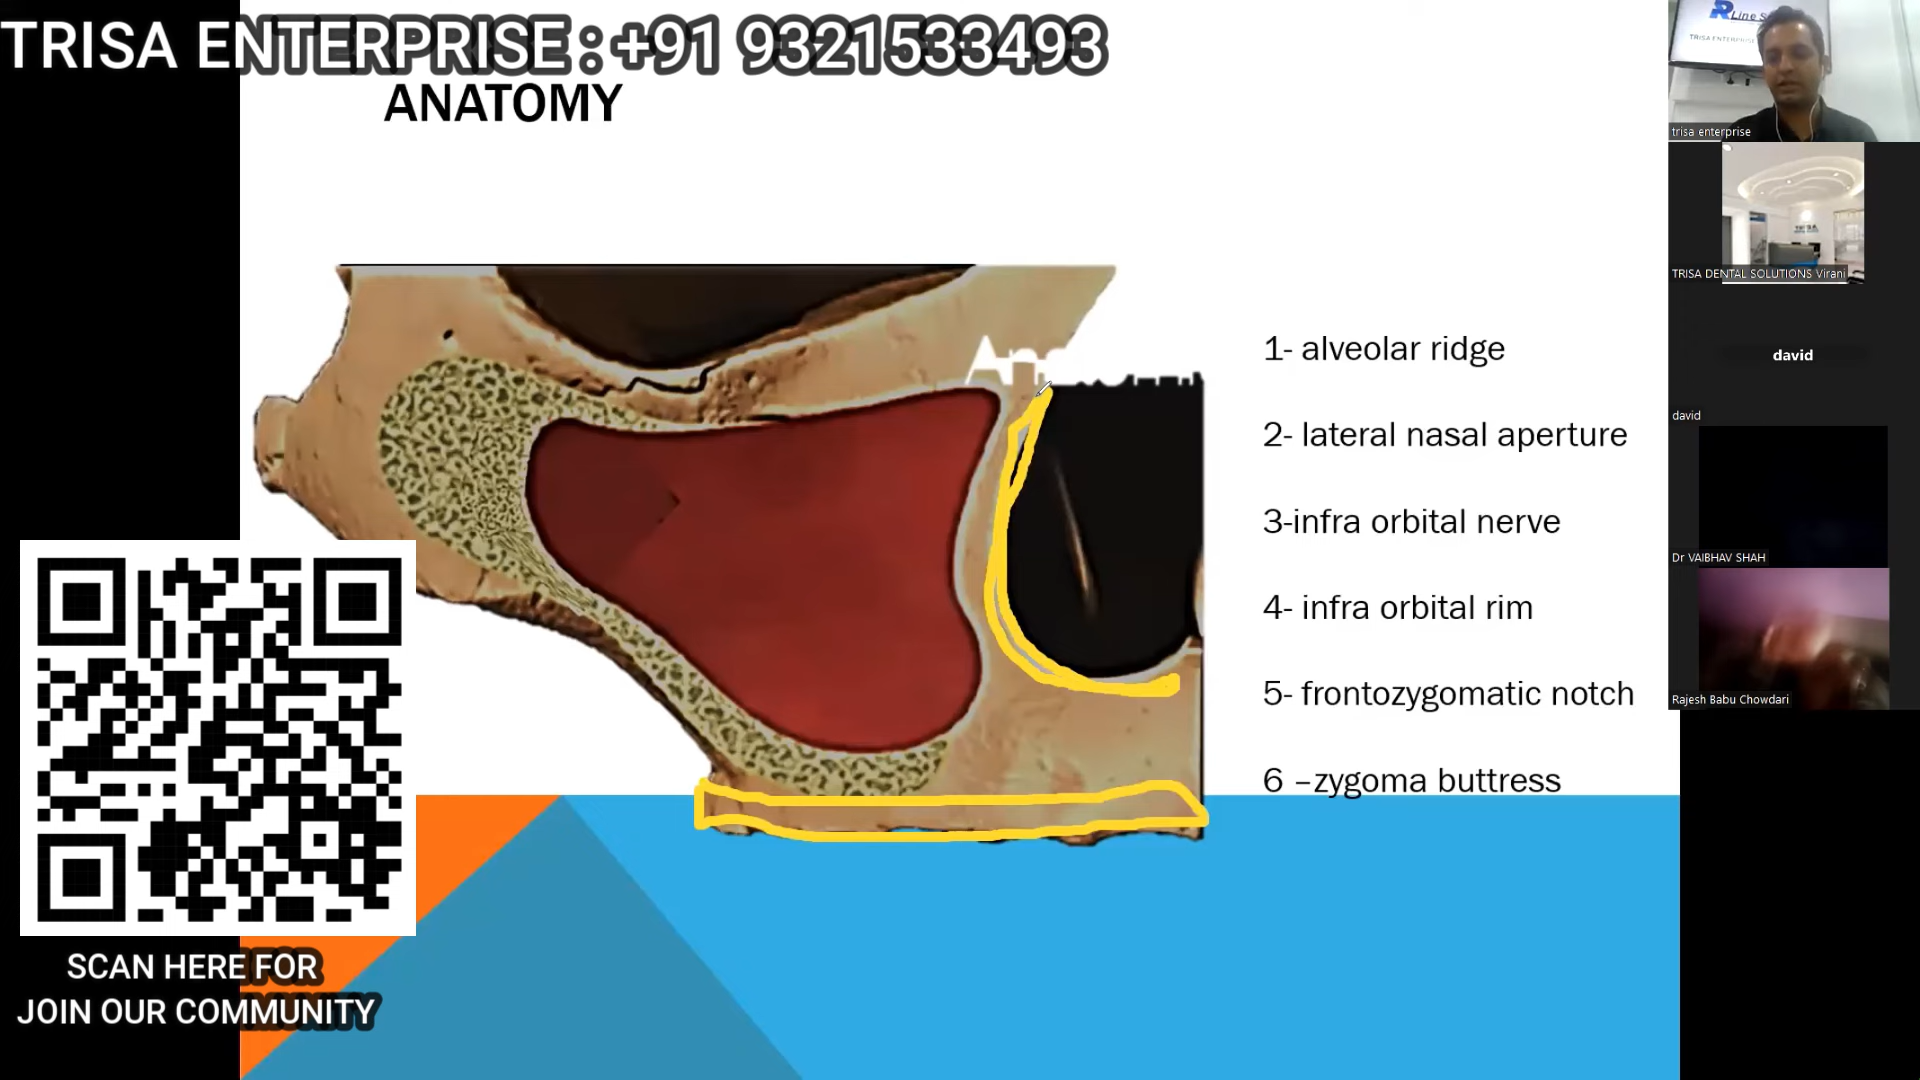 TRISA ENTERPRISE : +91 9321533493
ANATOMY
1- alveolar ridge
2- lateral nasal aperture
3-infra orbital nerve
4- infra orbital rim
5- frontozygomatic notch
6 –zygoma buttress
SCAN HERE FOR
JOIN OUR COMMUNITY
TRISA ENTERPRISE
trisa enterprise
TRISA DENTAL SOLUTIONS Virani
david
david
Dr VAIBHAV SHAH
Rajesh Babu Chowdari